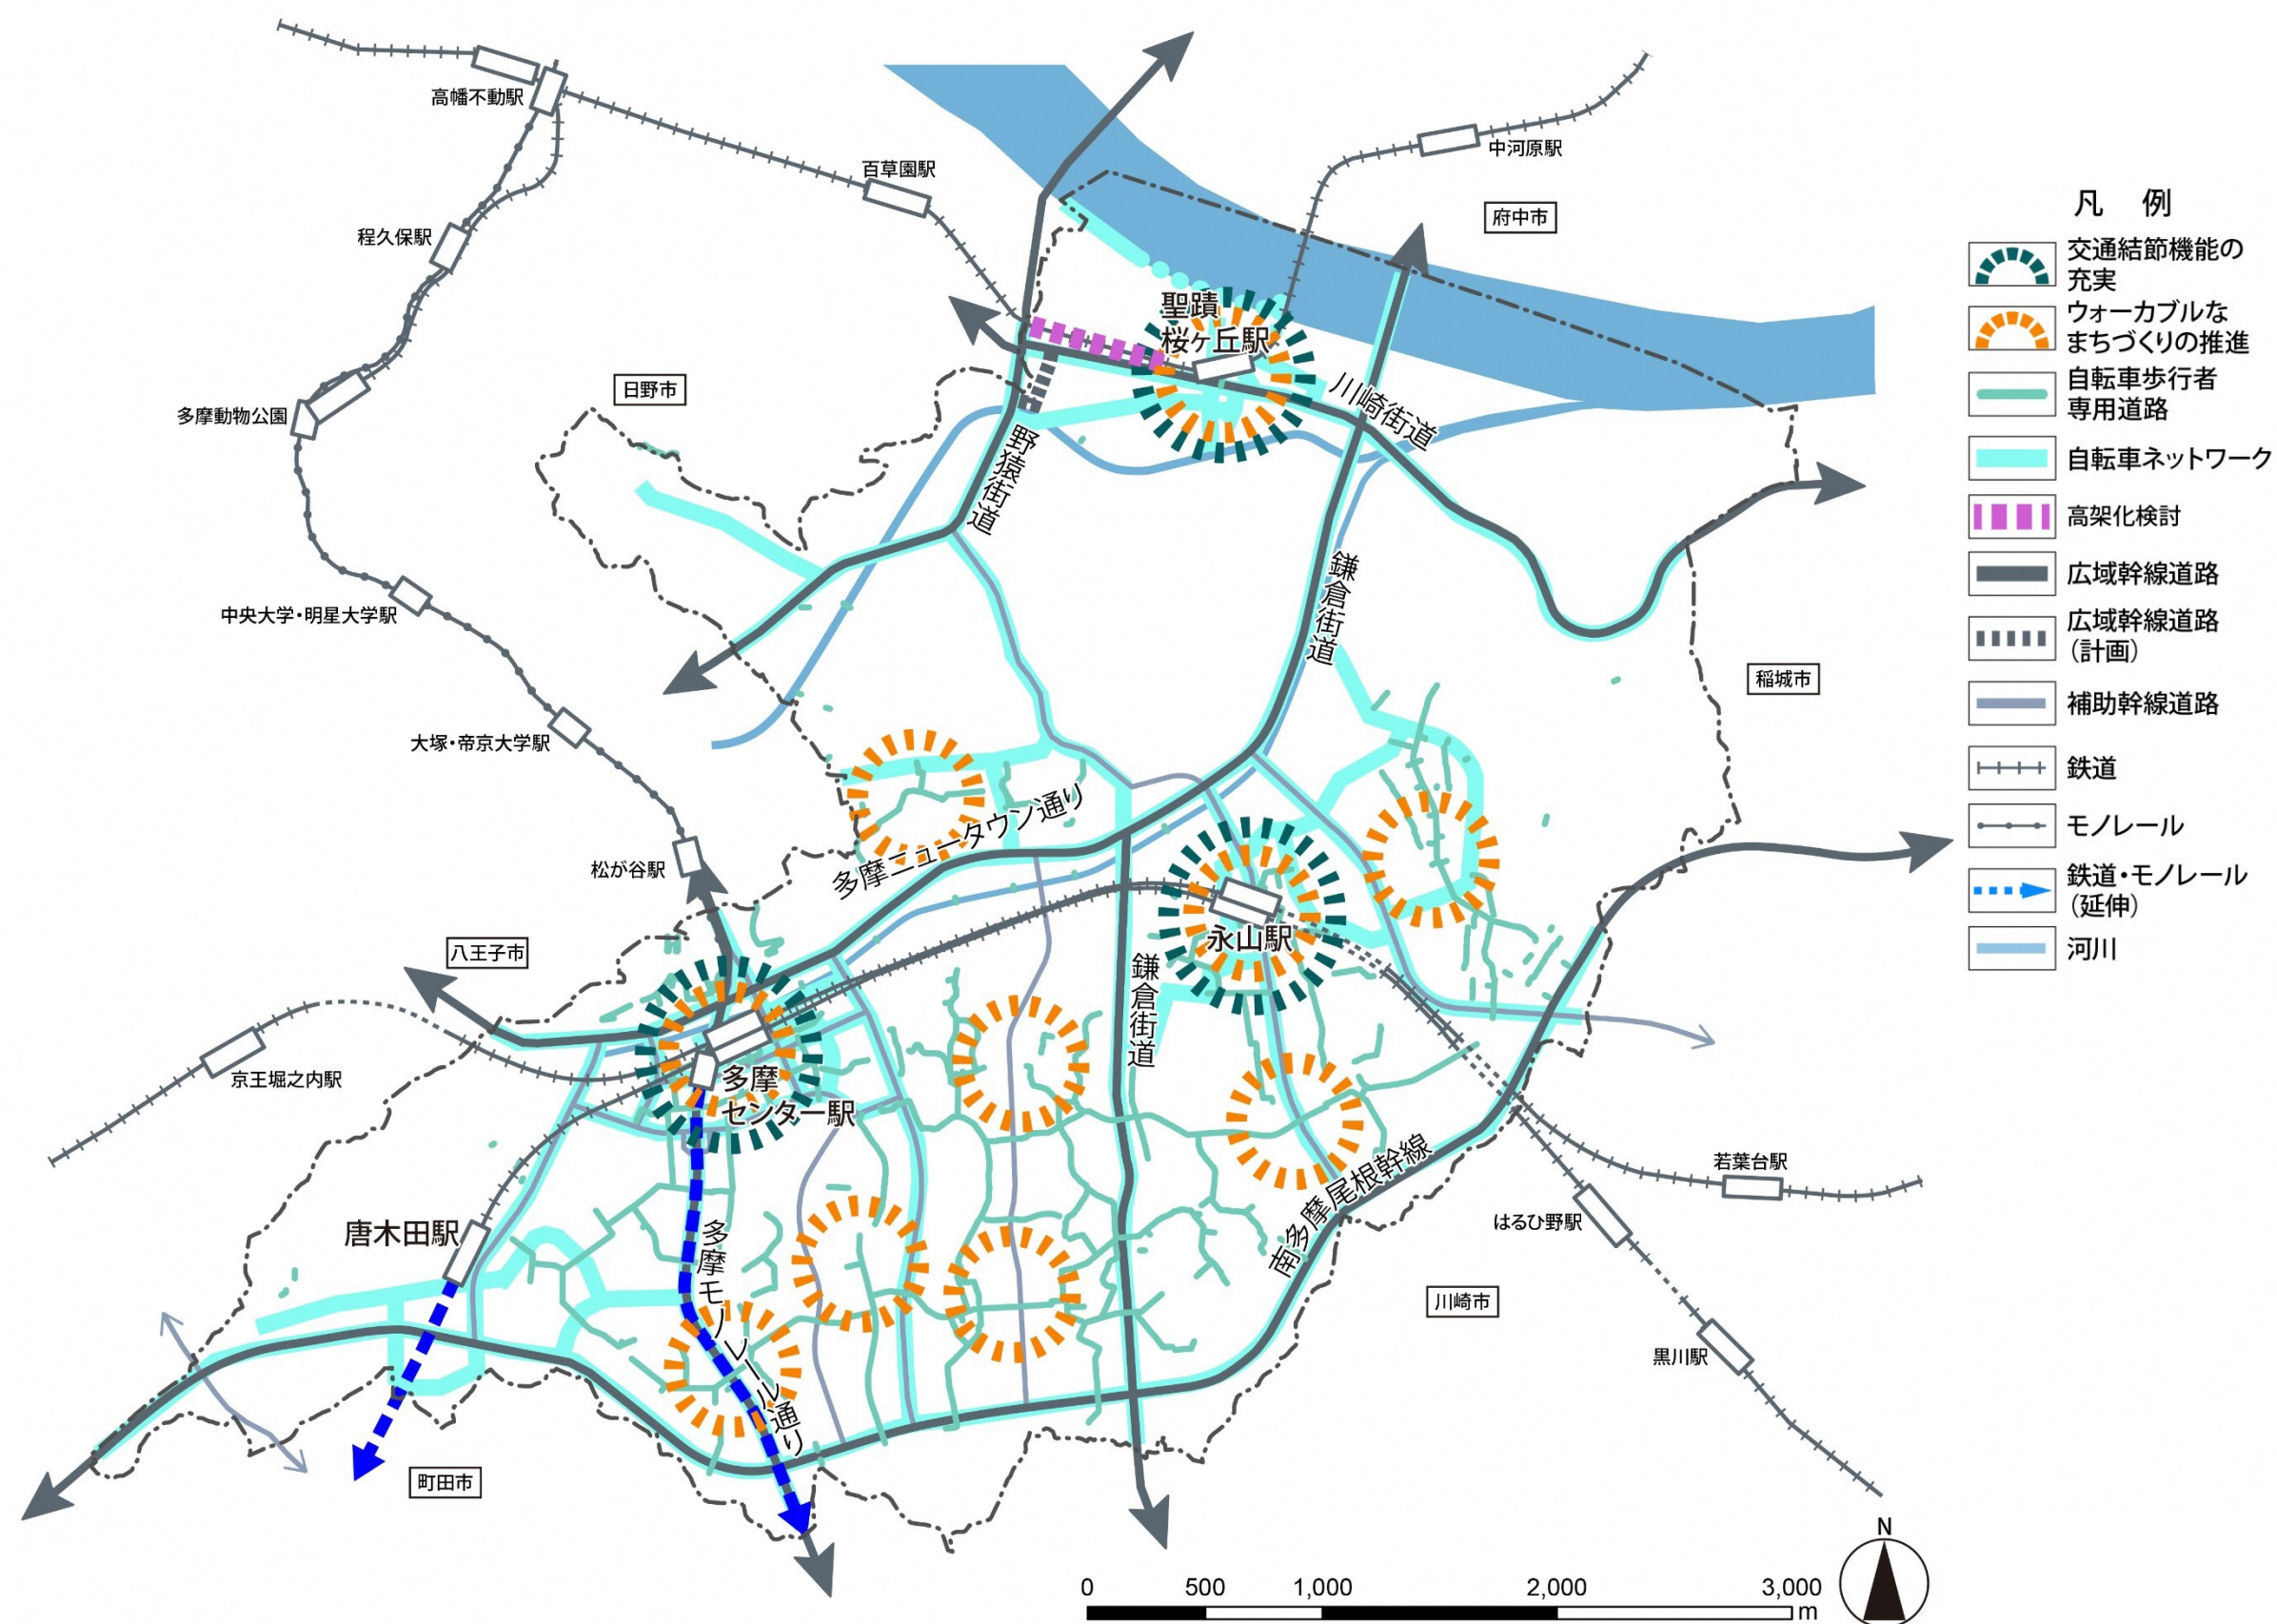 高幡不動駅
百草園駅
中河原駅
府中市
程久保駅
聖蹟
桜ヶ丘駅
日野市
川崎街道
多摩動物公園
野猿街道
鎌倉街道
中央大学・明星大学駅
稲城市
大塚・帝京大学駅
多摩ニュータウン通り
松が谷駅
永山駅
八王子市
鎌倉街道
京王堀之内駅
多摩
センター駅
若葉台駅
南多摩尾根幹線
はるひ野駅
唐木田駅
多摩モノレール通り
川崎市
黒川駅
町田市
凡 例
交通結節機能の
充実
ウォーカブルな
まちづくりの推進
自転車歩行者
専用道路
自転車ネットワーク
高架化検討
広域幹線道路
広域幹線道路
（計画）
補助幹線道路
鉄道
モノレール
鉄道・モノレール
（延伸）
河川
N
0 500 1,000 2,000 3,000
m